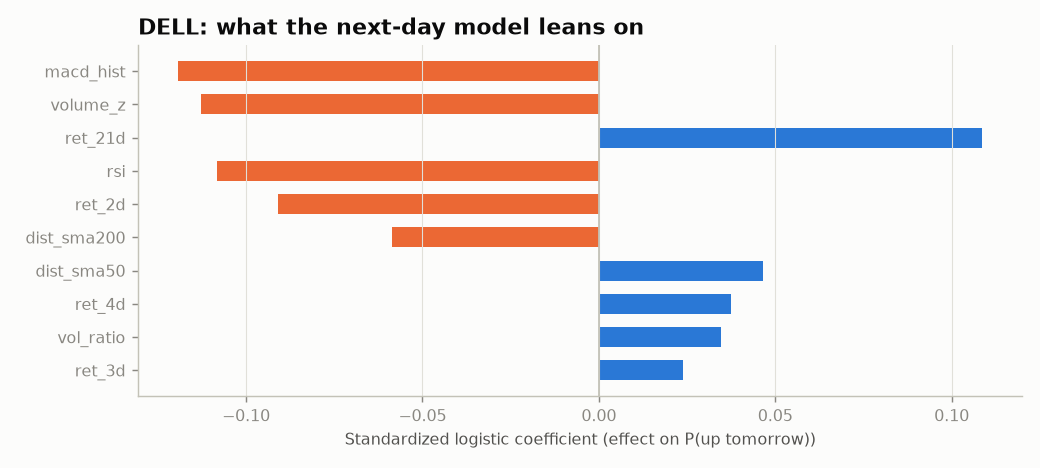 DELL: what the next-day model leans on
macd_hist
volume_z
ret_21d
rsi
ret_2d
dist_sma200
dist_sma50
ret_4d
vol_ratio
ret_3d
−0.10 −0.05 0.00 0.05 0.10
Standardized logistic coefficient (effect on P(up tomorrow))